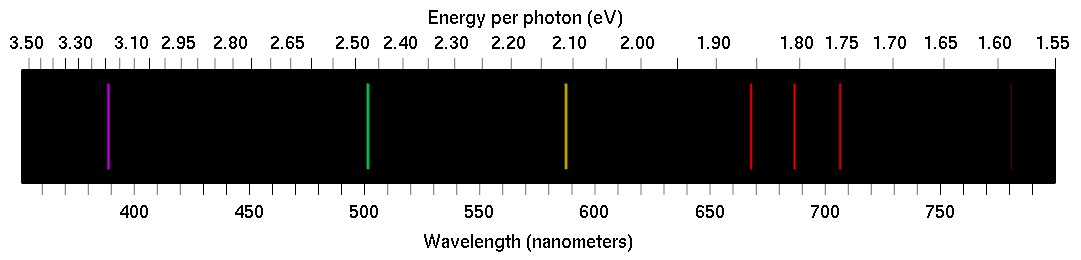 Energy per photon (eV)
3.50 3.30 3.10 2.95 2.80 2.65 2.50 2.40 2.30 2.20 2.10 2.00 1.90 1.80 1.75 1.70 1.65 1.60 1.55
400 450 500 550 600 650 700 750
Wavelength (nanometers)